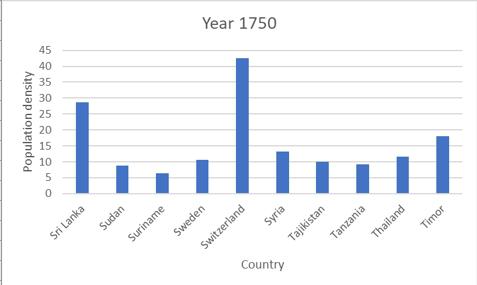 Year 1750
Population density
45
40
35
30
25
20
15
10
5
0
Sri Lanka
Sudan
Suriname
Sweden
Switzerland
Syria
Tajikistan
Tanzania
Thailand
Timor
Country